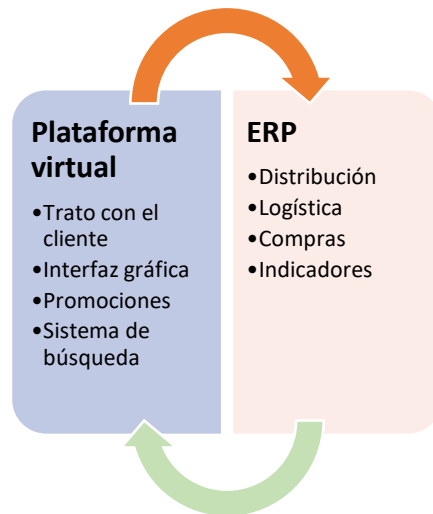 Plataforma
virtual
•Trato con el
cliente
•Interfaz gráfica
•Promociones
•Sistema de
búsqueda
ERP
•Distribución
•Logística
•Compras
•Indicadores